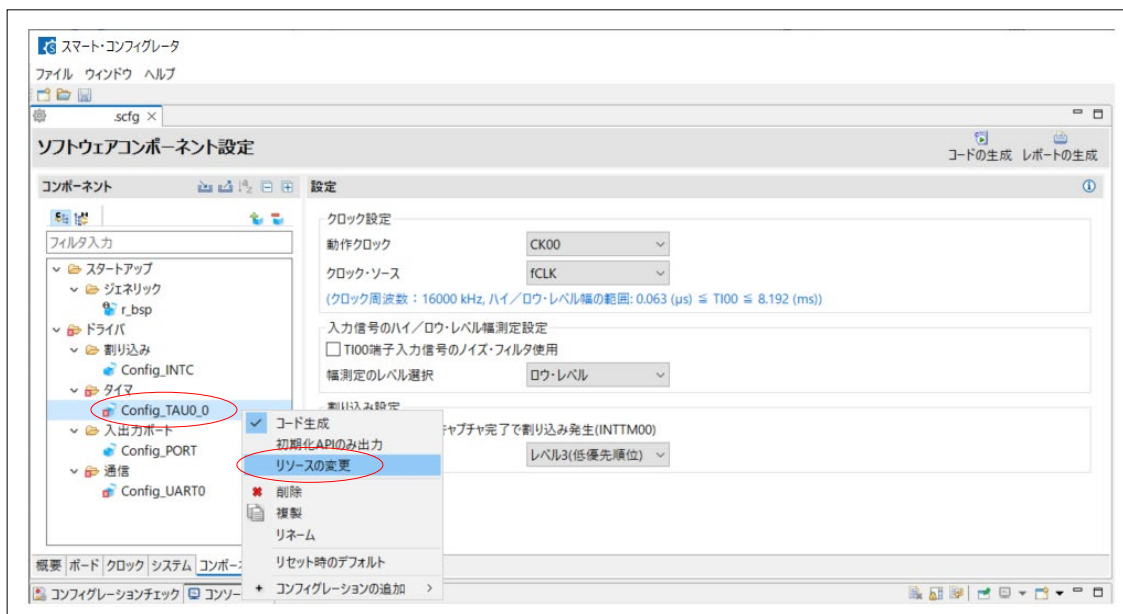 スマート・コンフィグレータ
ファイル ウィンドウ ヘルプ
.scfg
ソフトウェアコンポーネント設定
コードの生成 レポートの生成
コンポーネント
設定
フィルタ入力
スタートアップ
ジェネリック
r_bsp
ドライバ
割り込み
Config_INTC
タイマ
Config_TAU0_0
入出力ポート
Config_PORT
通信
Config_UART0
クロック設定
動作クロック CK00
クロック・ソース fCLK
(クロック周波数:16000 kHz, ハイ/ロウ・レベル幅の範囲: 0.063 (μs) ≦ TI00 ≦ 8.192 (ms))
入力信号のハイ/ロウ・レベル幅測定設定
TI00端子入力信号のノイズ・フィルタ使用
幅測定のレベル選択 ロウ・レベル
割り込み設定
キャプチャ完了で割り込み発生(INTTM00)
レベル3(低優先順位)
コード生成
初期化APIのみ出力
リソースの変更
削除
複製
リネーム
リセット時のデフォルト
コンフィグレーションの追加
概要 ボード クロック システム コンポー
コンフィグレーションチェック コンソー